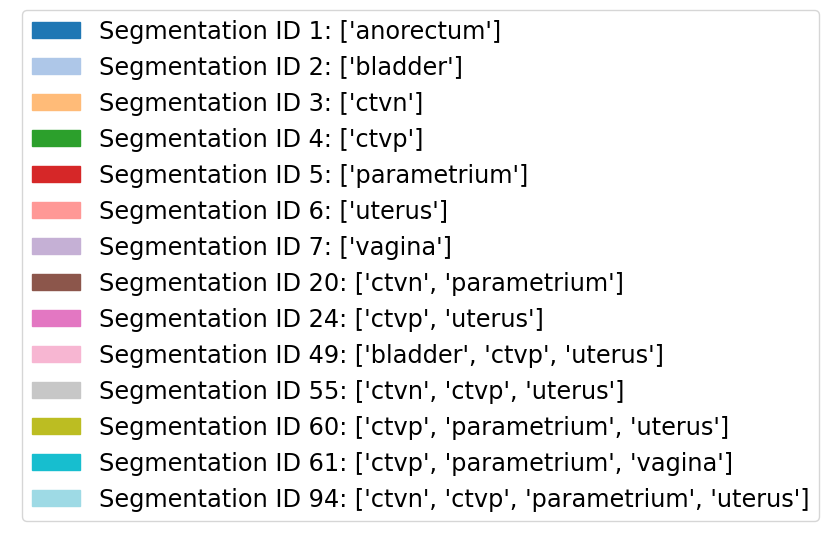 Segmentation ID 1: ['anorectum']
Segmentation ID 2: ['bladder']
Segmentation ID 3: ['ctvn']
Segmentation ID 4: ['ctvp']
Segmentation ID 5: ['parametrium']
Segmentation ID 6: ['uterus']
Segmentation ID 7: ['vagina']
Segmentation ID 20: ['ctvn', 'parametrium']
Segmentation ID 24: ['ctvp', 'uterus']
Segmentation ID 49: ['bladder', 'ctvp', 'uterus']
Segmentation ID 55: ['ctvn', 'ctvp', 'uterus']
Segmentation ID 60: ['ctvp', 'parametrium', 'uterus']
Segmentation ID 61: ['ctvp', 'parametrium', 'vagina']
Segmentation ID 94: ['ctvn', 'ctvp', 'parametrium', 'uterus']